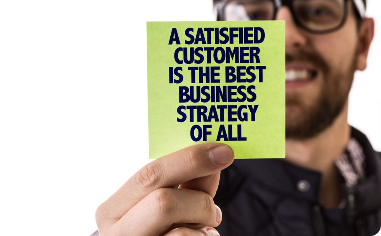 A SATISFIED
CUSTOMER
IS THE BEST
BUSINESS
STRATEGY
OF ALL